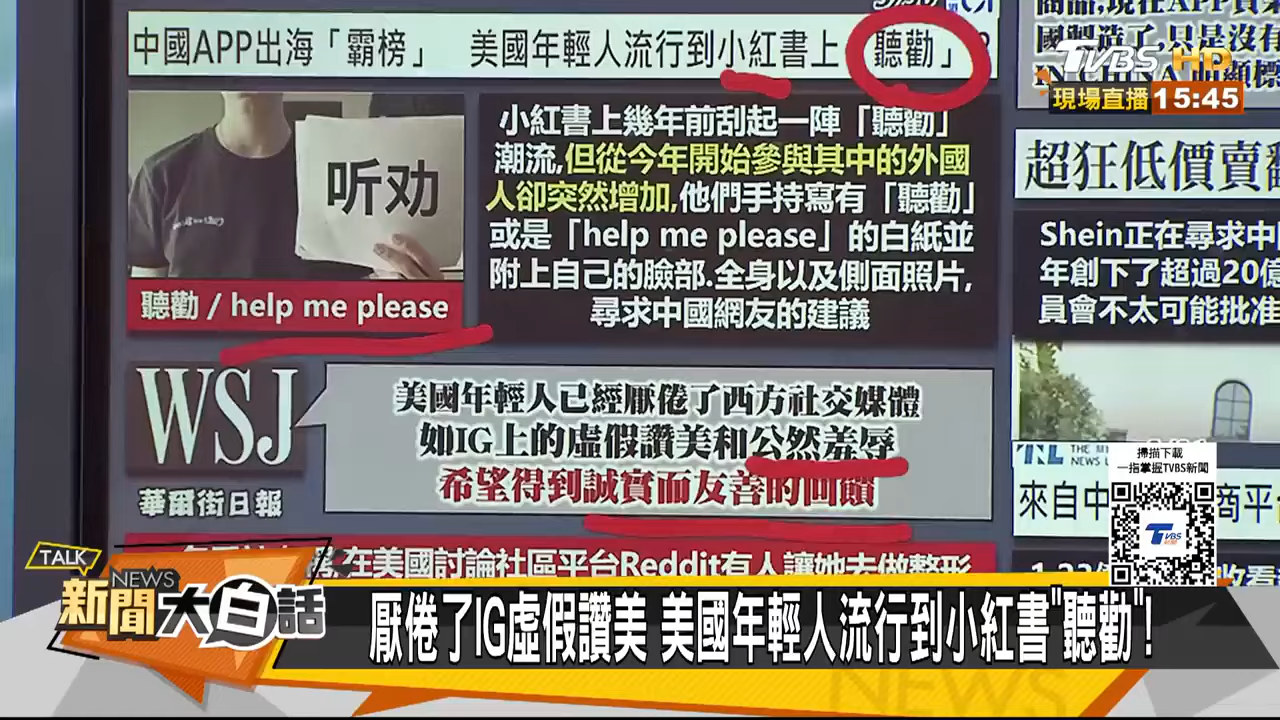 中國APP出海「霸榜」 美國年輕人流行到小紅書上「聽勸」?
听劝
聽勸 / help me please
小紅書上幾年前刮起一陣「聽勸」
潮流,但從今年開始參與其中的外國
人卻突然增加,他們手持寫有「聽勸」
或是「help me please」的白紙並
附上自己的臉部.全身以及側面照片,
尋求中國網友的建議
WSJ
華爾街日報
美國年輕人已經厭倦了西方社交媒體
如IG上的虛假讚美和公然羞辱
希望得到誠實而友善的回饋
在美國討論社區平台Reddit有人讓她去做整形
TVBS HD
現場直播 15:45
超狂低價賣
Shein正在尋求中
年創下了超過20億
員會不太可能批准
來自中
商平
掃描下載
一指掌握TVBS新聞
TVBS
TALK
NEWS
新聞大白話
厭倦了IG虛假讚美 美國年輕人流行到小紅書"聽勸"!
NEWS